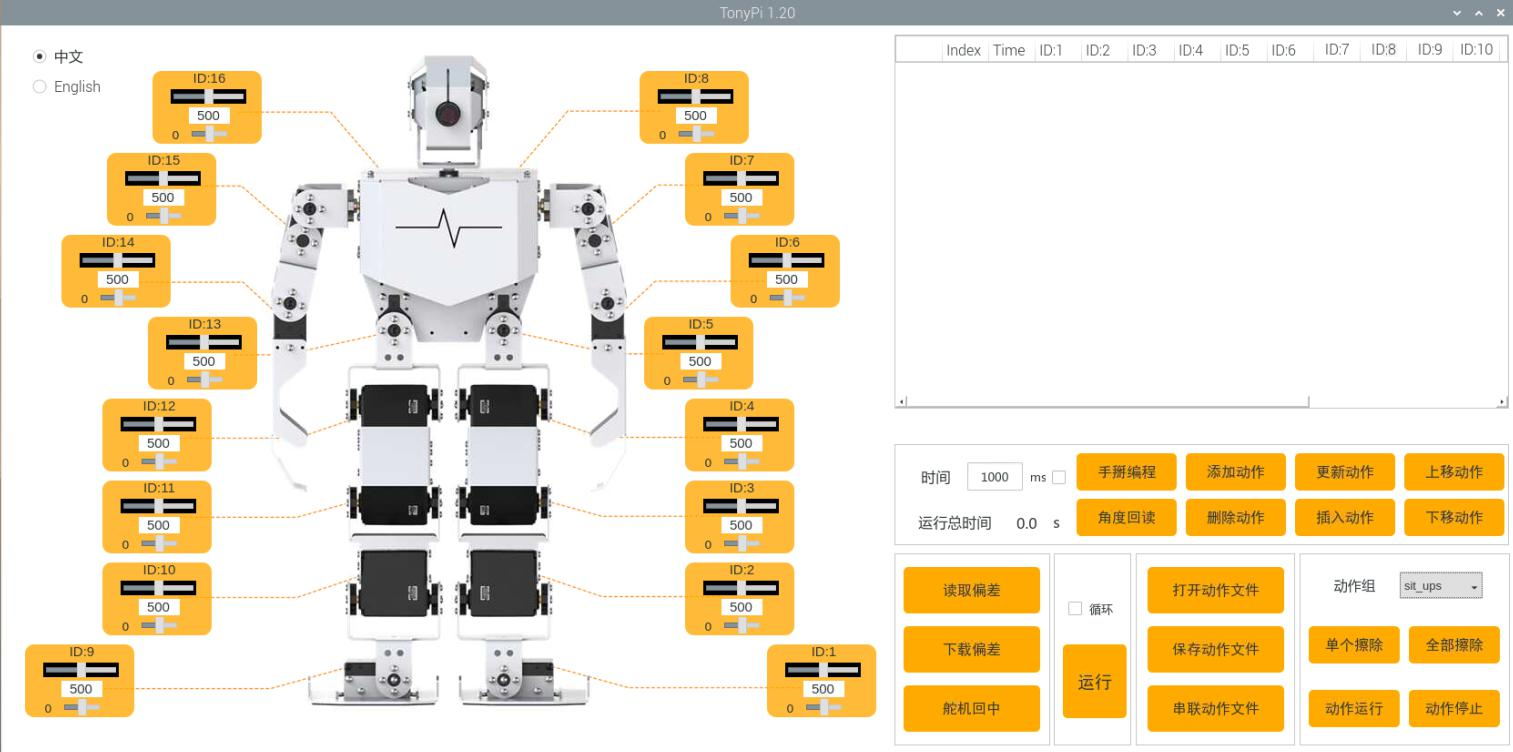 TonyPi 1.20
中文
English
ID:16
500
0
ID:8
500
0
ID:15
500
0
ID:7
500
0
ID:14
500
0
ID:6
500
0
ID:13
500
0
ID:5
500
0
ID:12
500
0
ID:4
500
0
ID:11
500
0
ID:3
500
0
ID:10
500
0
ID:2
500
0
ID:9
500
0
ID:1
500
0
Index Time ID:1 ID:2 ID:3 ID:4 ID:5 ID:6 ID:7 ID:8 ID:9 ID:10
时间 1000 ms 手掰编程 添加动作 更新动作 上移动作
运行总时间 0.0 s 角度回读 删除动作 插入动作 下移动作
读取偏差
下载偏差
舵机回中
循环
运行
打开动作文件
保存动作文件
串联动作文件
动作组 sit_ups
单个擦除 全部擦除
动作运行 动作停止